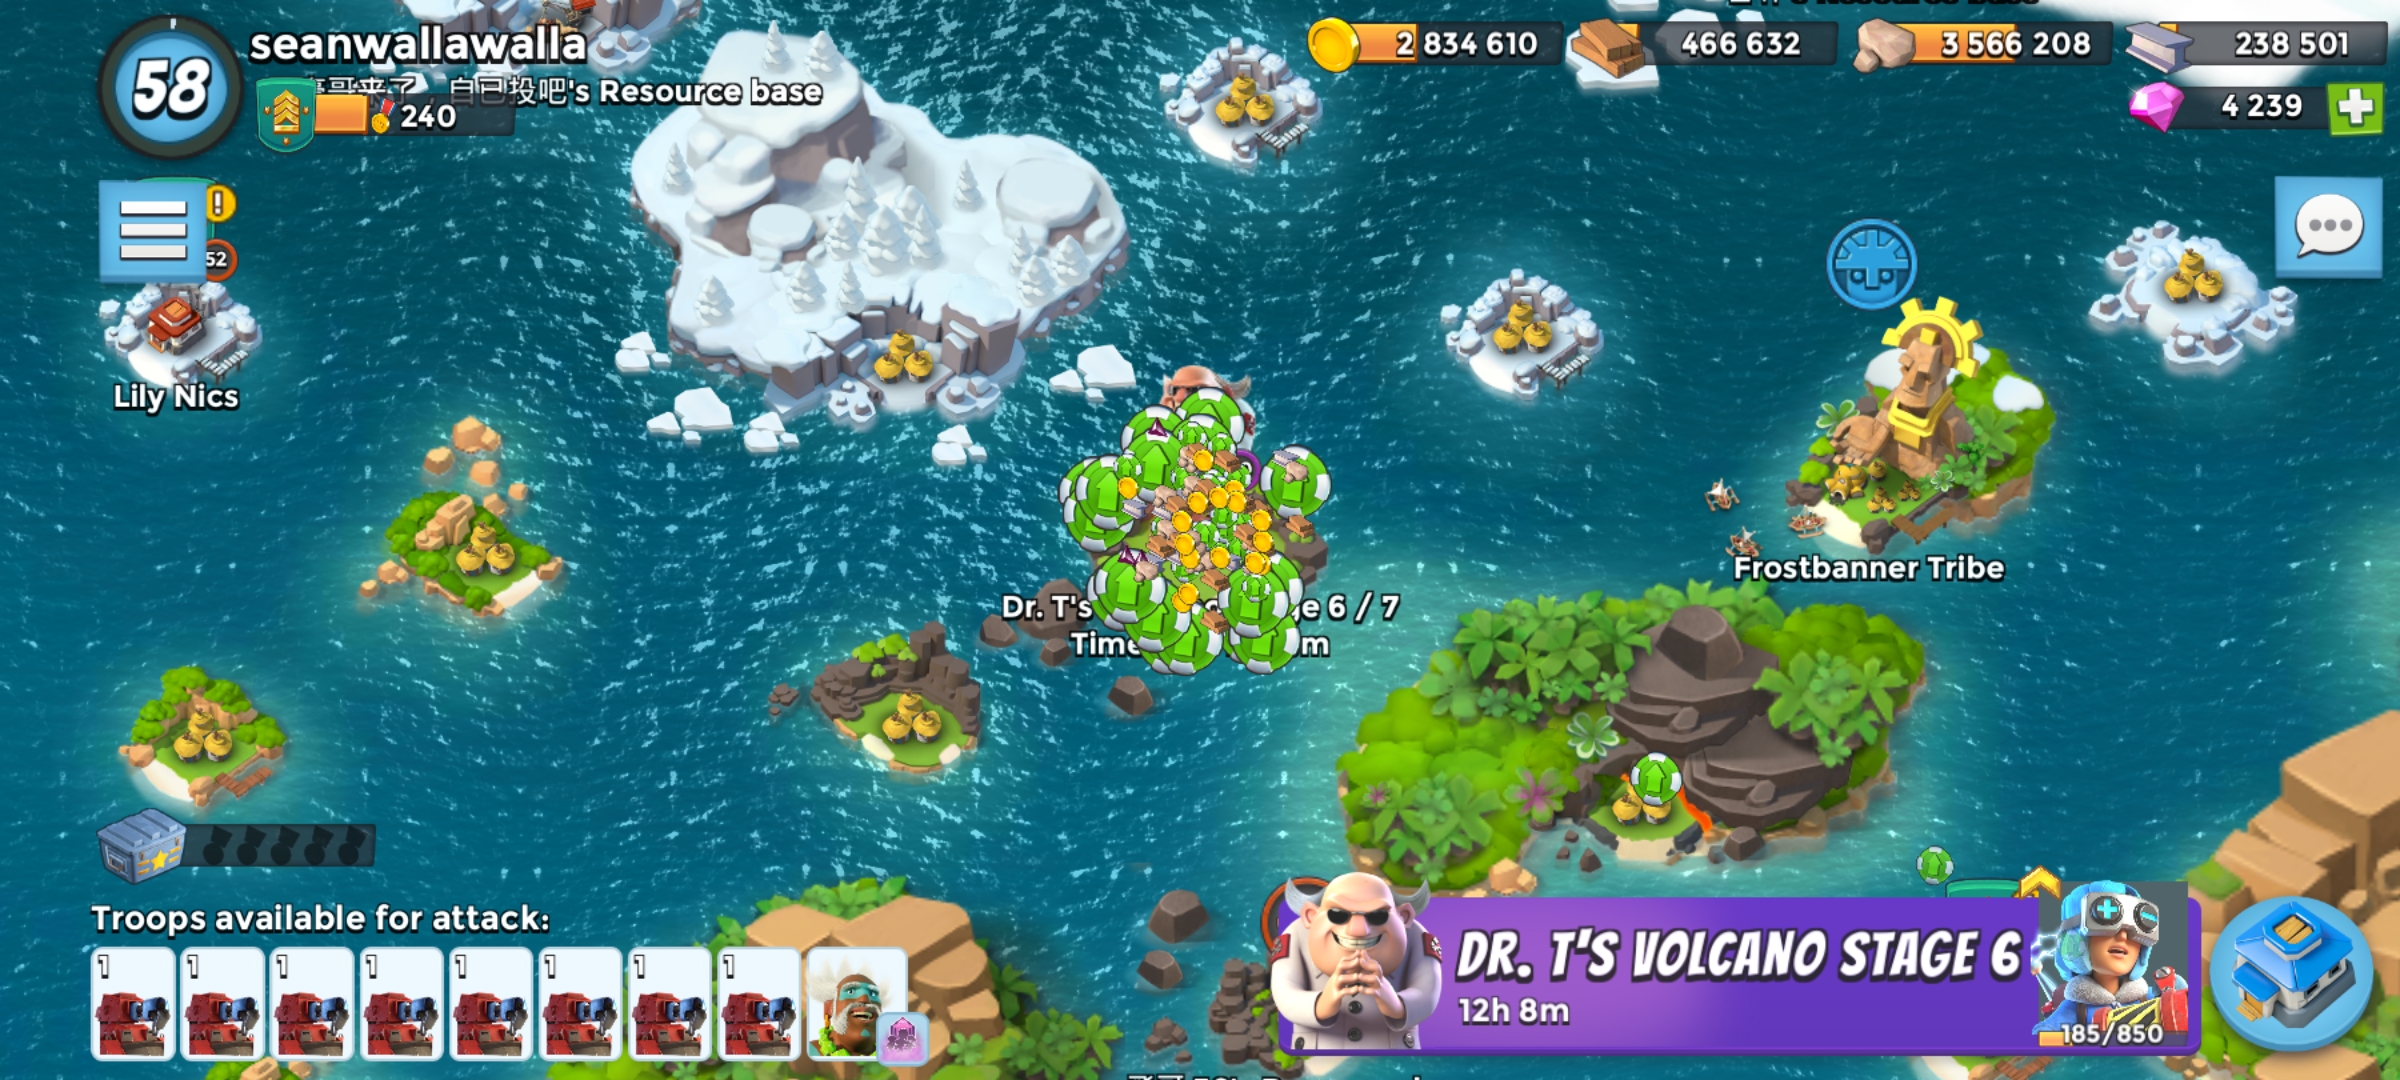 58
seanwallawalla
自已投吧's Resource base
240
2 834 610
466 632
3 566 208
238 501
4 239
52
Lily Nics
Frostbanner Tribe
Dr. T's 6 / 7
Time
Troops available for attack:
1 1 1 1 1 1 1 1
DR. T'S VOLCANO STAGE 6
12h 8m
185/850